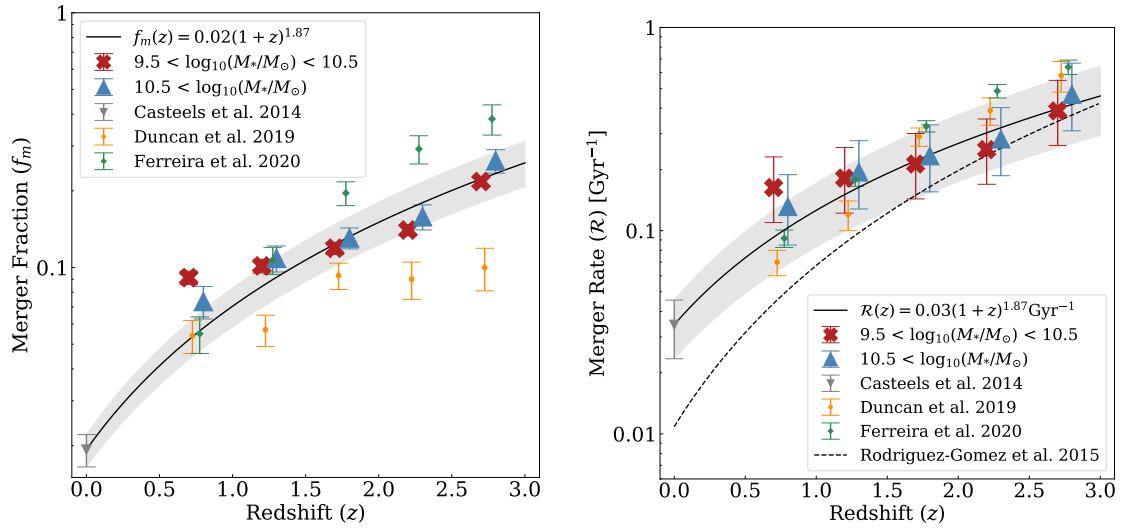 1
0.1
Merger Fraction (fₘ)
fₘ(z) = 0.02(1 + z)^1.87
9.5 < log₁₀(M*/M⊙) < 10.5
10.5 < log₁₀(M*/M⊙)
Casteels et al. 2014
Duncan et al. 2019
Ferreira et al. 2020
0.0 0.5 1.0 1.5 2.0 2.5 3.0
Redshift (z)
1
0.1
0.01
Merger Rate (ℛ) [Gyr⁻¹]
ℛ(z) = 0.03(1 + z)^1.87Gyr⁻¹
9.5 < log₁₀(M*/M⊙) < 10.5
10.5 < log₁₀(M*/M⊙)
Casteels et al. 2014
Duncan et al. 2019
Ferreira et al. 2020
Rodriguez-Gomez et al. 2015
0.0 0.5 1.0 1.5 2.0 2.5 3.0
Redshift (z)